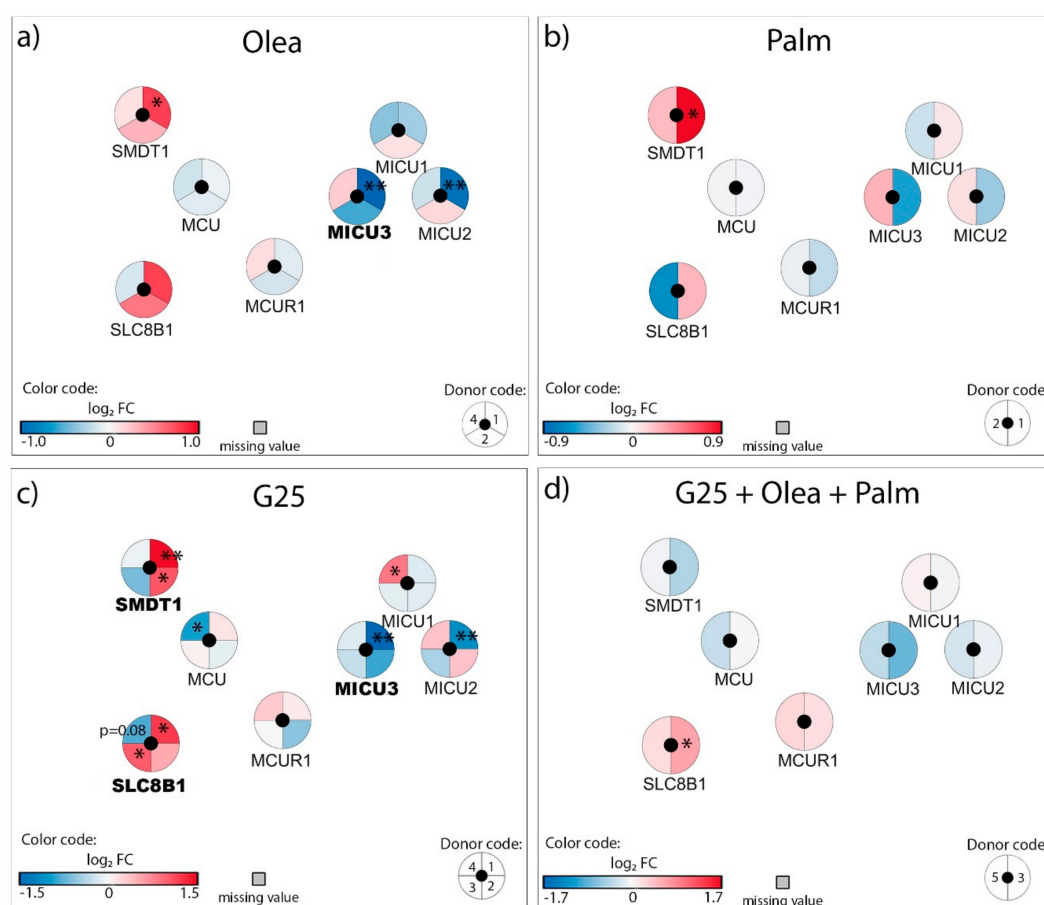 a)
Olea
*
SMDT1
MCU
SLC8B1
MCUR1
MICU1
**
MICU3
**
MICU2
Color code:
log₂ FC
-1.0 0 1.0
missing value
Donor code:
4 1
2
b)
Palm
*
SMDT1
MCU
SLC8B1
MCUR1
MICU1
MICU3
MICU2
Color code:
log₂ FC
-0.9 0 0.9
missing value
Donor code:
2 1
c)
G25
**
*
SMDT1
*
MCU
p=0.08
*
*
SLC8B1
MCUR1
*
MICU1
**
MICU3
**
MICU2
Color code:
log₂ FC
-1.5 0 1.5
missing value
Donor code:
4 1
3 2
d)
G25 + Olea + Palm
SMDT1
MCU
*
SLC8B1
MCUR1
MICU1
MICU3
MICU2
Color code:
log₂ FC
-1.7 0 1.7
missing value
Donor code:
5 3